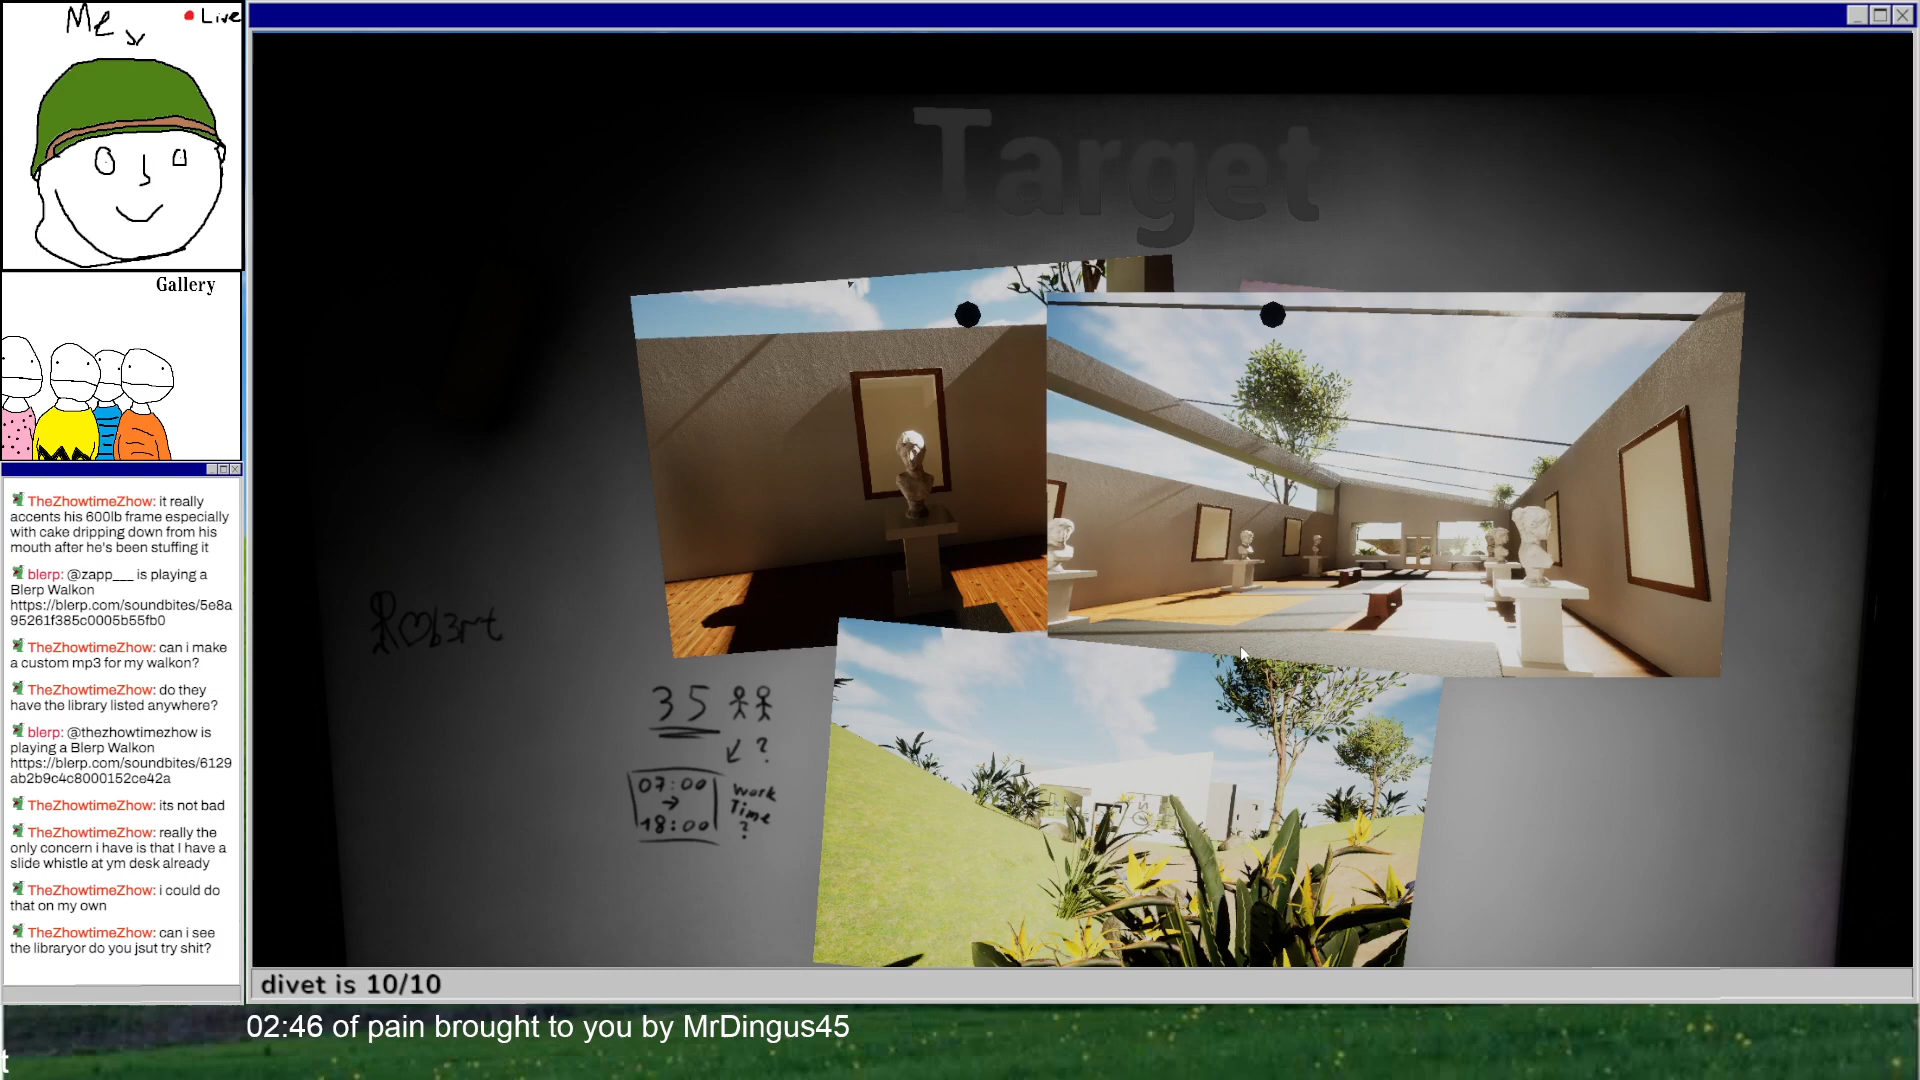 Me
Live
Gallery
TheZhowtimeZhow: it really
accents his 600lb frame especially
with cake dripping down from his
mouth after he's been stuffing it
blerp: @zapp___ is playing a
Blerp Walkon
https://blerp.com/soundbites/5e8a
95261f385c0005b55fb0
TheZhowtimeZhow: can i make
a custom mp3 for my walkon?
TheZhowtimeZhow: do they
have the library listed anywhere?
blerp: @thezhowtimezhow is
playing a Blerp Walkon
https://blerp.com/soundbites/6129
ab2b9c4c8000152ce42a
TheZhowtimeZhow: its not bad
TheZhowtimeZhow: really the
only concern i have is that I have a
slide whistle at ym desk already
TheZhowtimeZhow: i could do
that on my own
TheZhowtimeZhow: can i see
the libraryor do you jsut try shit?
Target
35
?
07:00
→
18:00
Work
Time
?
divet is 10/10
02:46 of pain brought to you by MrDingus45
t